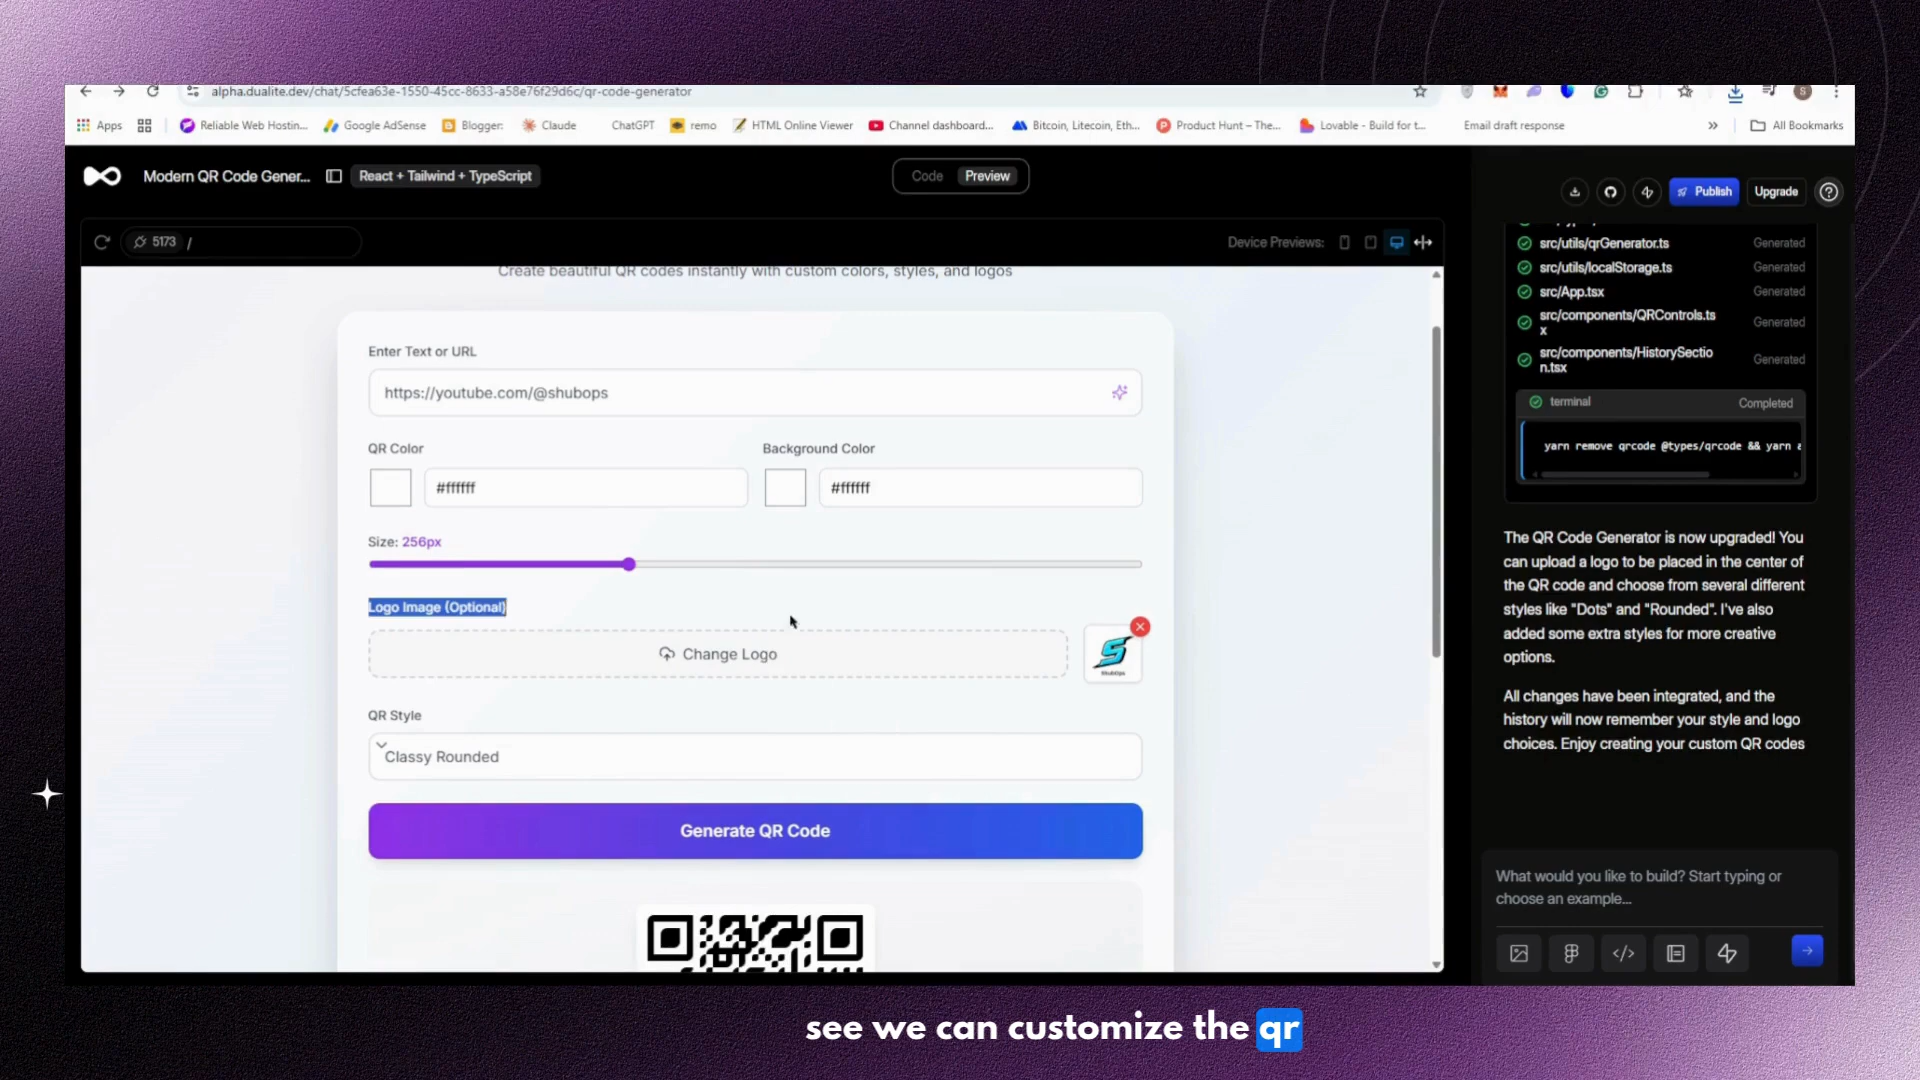 alpha.dualite.dev/chat/5cfea63e-1550-45cc-8633-a58e76f29d6c/qr-code-generator
Apps
Reliable Web Hostin...
Google AdSense
Blogger:
Claude
ChatGPT
remo
HTML Online Viewer
Channel dashboard...
Bitcoin, Litecoin, Eth...
Product Hunt – The...
Lovable - Build for t...
Email draft response
»
All Bookmarks
Modern QR Code Gener...
React + Tailwind + TypeScript
Code
Preview
Publish
Upgrade
5173 /
Device Previews:
Create beautiful QR codes instantly with custom colors, styles, and logos
Enter Text or URL
https://youtube.com/@shubops
QR Color
Background Color
#ffffff
#ffffff
Size: 256px
Logo Image (Optional)
Change Logo
ShubOps
QR Style
Classy Rounded
Generate QR Code
src/utils/qrGenerator.ts
Generated
src/utils/localStorage.ts
Generated
src/App.tsx
Generated
src/components/QRControls.ts
x
Generated
src/components/HistorySectio
n.tsx
Generated
terminal
Completed
yarn remove qrcode @types/qrcode && yarn a
The QR Code Generator is now upgraded! You
can upload a logo to be placed in the center of
the QR code and choose from several different
styles like "Dots" and "Rounded". I've also
added some extra styles for more creative
options.
All changes have been integrated, and the
history will now remember your style and logo
choices. Enjoy creating your custom QR codes
What would you like to build? Start typing or
choose an example...
see we can customize the qr